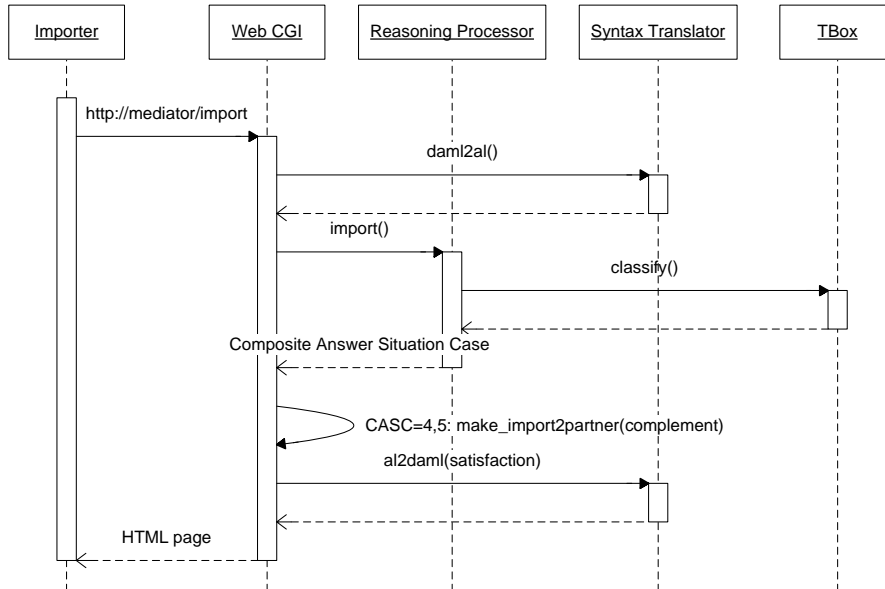 Importer
Web CGI
Reasoning Processor
Syntax Translator
TBox
http://mediator/import
daml2al()
import()
classify()
Composite Answer Situation Case
CASC=4,5: make_import2partner(complement)
al2daml(satisfaction)
HTML page